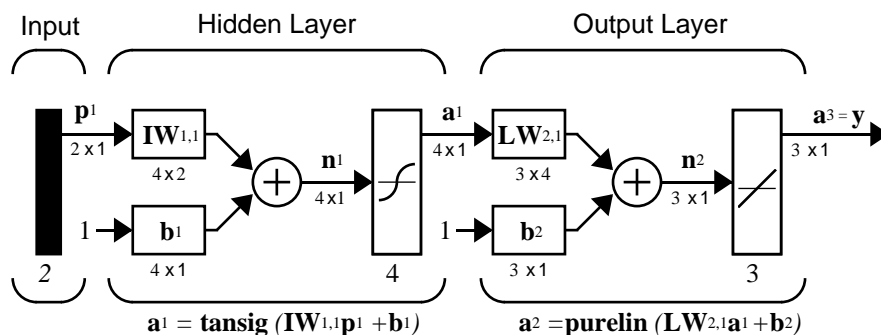 Input
Hidden Layer
Output Layer
p1
2 x 1
IW1,1
4 x 2
n1
4 x 1
a1
4 x 1
LW2,1
3 x 4
n2
3 x 1
a3 = y
3 x 1
2
1
b1
4 x 1
4
1
b2
3 x 1
3
a1 = tansig (IW1,1p1 +b1)
a2 =purelin (LW2,1a1 +b2)